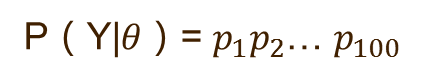 P ( Y|θ ) = p₁p₂… p₁₀₀